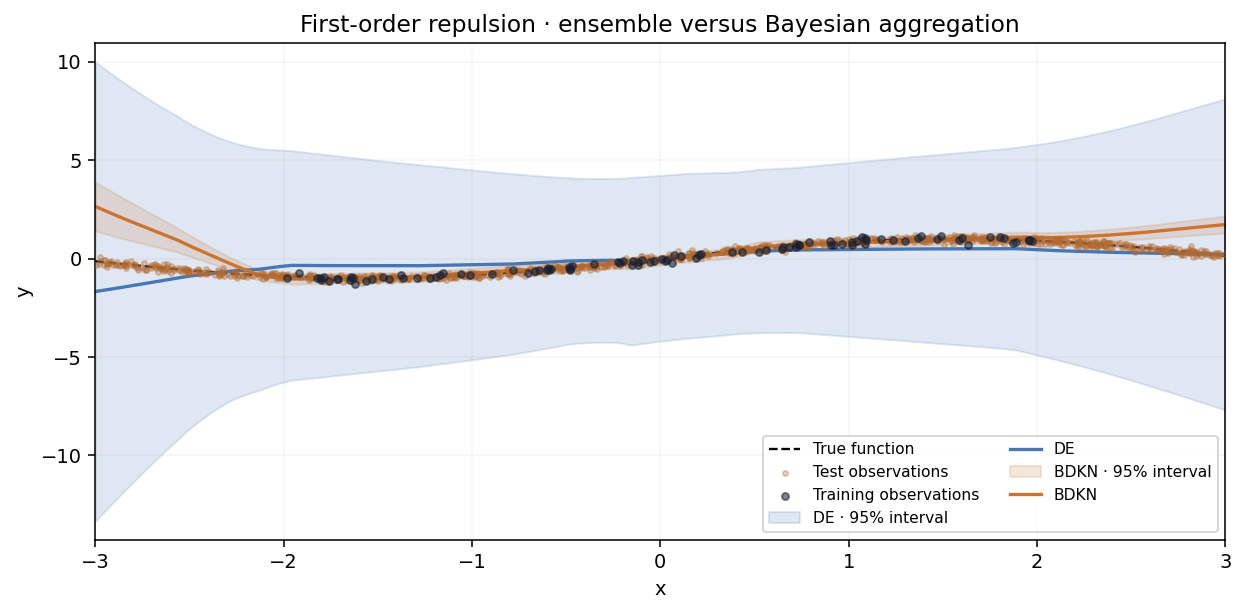 First-order repulsion · ensemble versus Bayesian aggregation
10
5
0
−5
−10
y
−3
−2
−1
0
1
2
3
x
True function
Test observations
Training observations
DE · 95% interval
DE
BDKN · 95% interval
BDKN